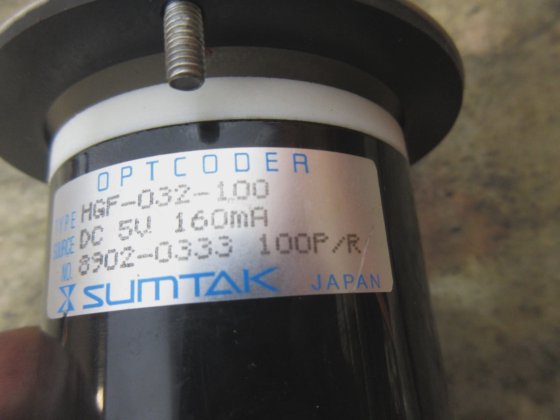 OPTCODER
TYPE HGF-032-100
SOURCE DC 5V 160mA
NO. 8902-0333 100P/R
SUMTAK JAPAN